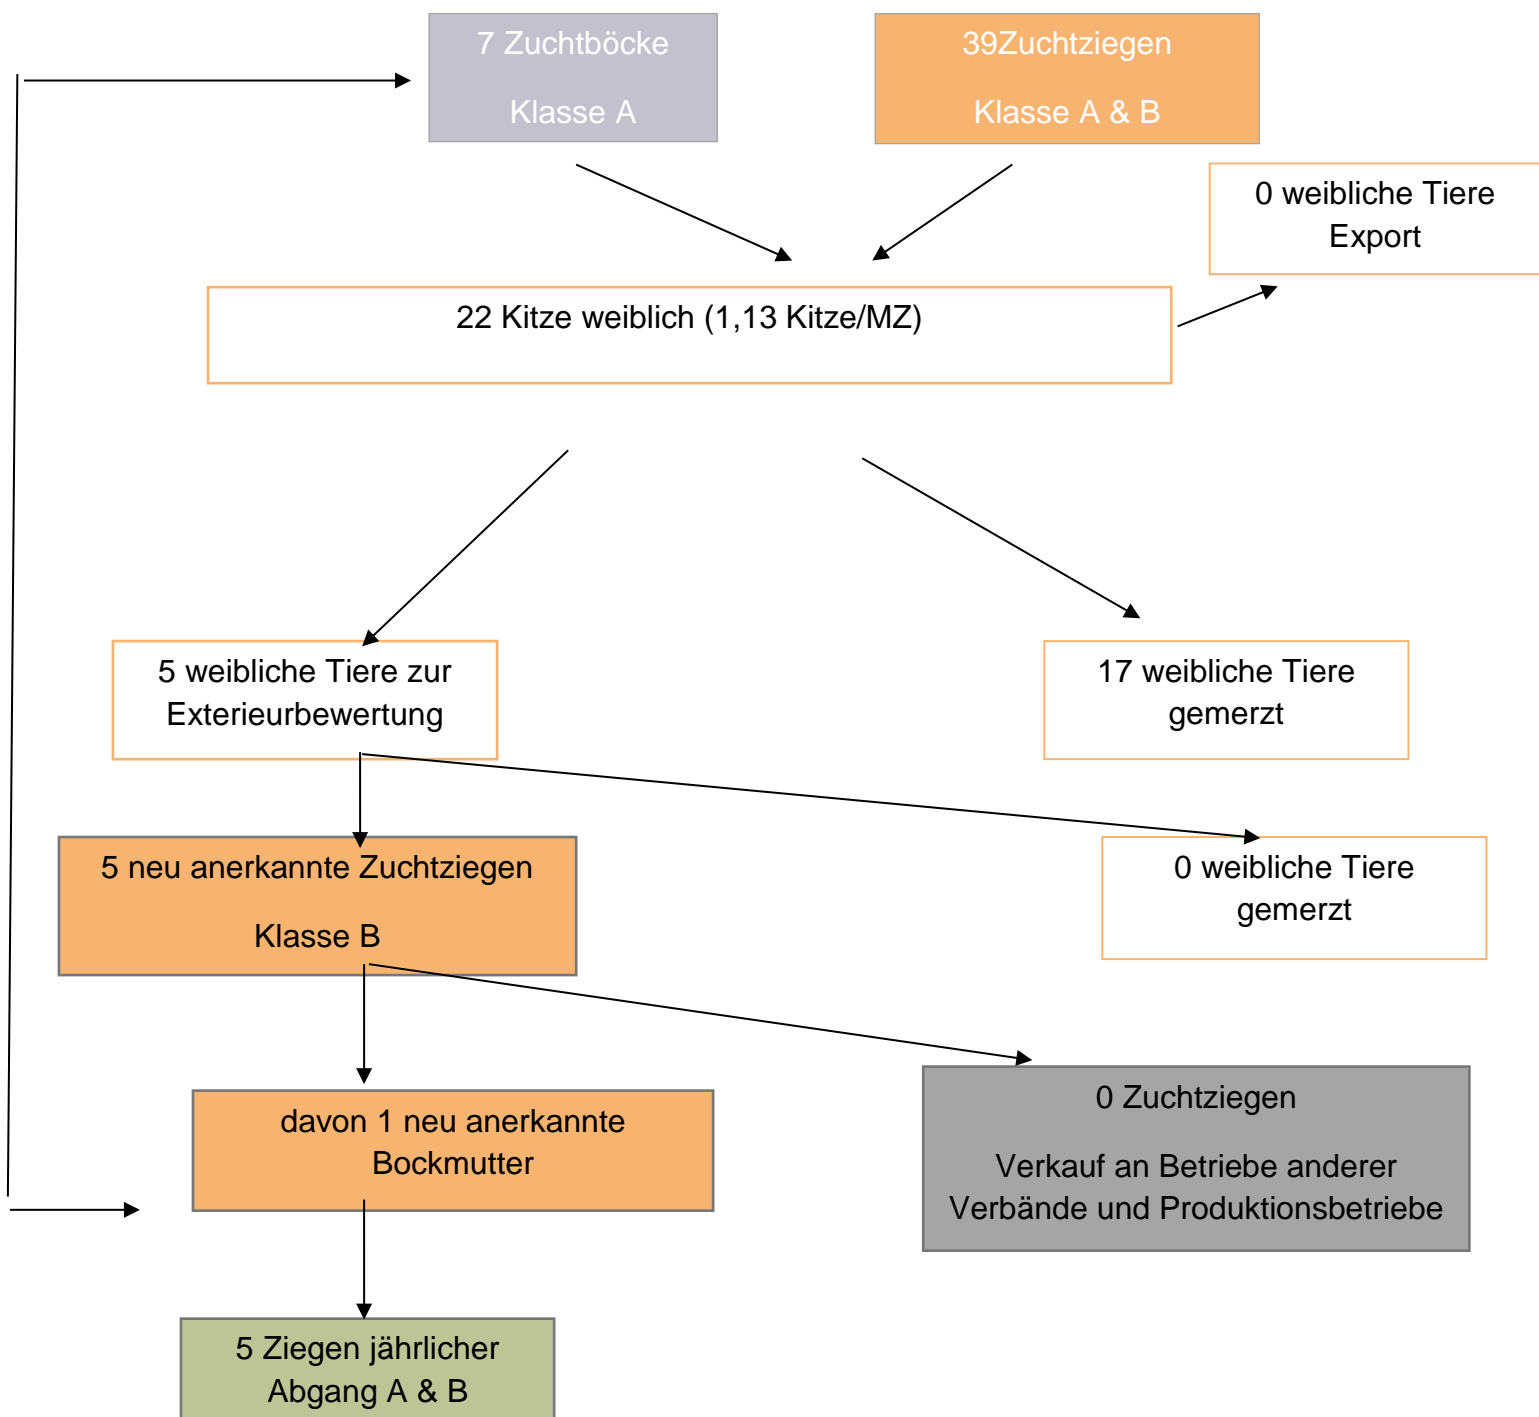 7 Zuchtböcke
Klasse A
39Zuchtziegen
Klasse A & B
0 weibliche Tiere
Export
22 Kitze weiblich (1,13 Kitze/MZ)
5 weibliche Tiere zur
Exterieurbewertung
17 weibliche Tiere
gemerzt
5 neu anerkannte Zuchtziegen
Klasse B
0 weibliche Tiere
gemerzt
davon 1 neu anerkannte
Bockmutter
0 Zuchtziegen
Verkauf an Betriebe anderer
Verbände und Produktionsbetriebe
5 Ziegen jährlicher
Abgang A & B